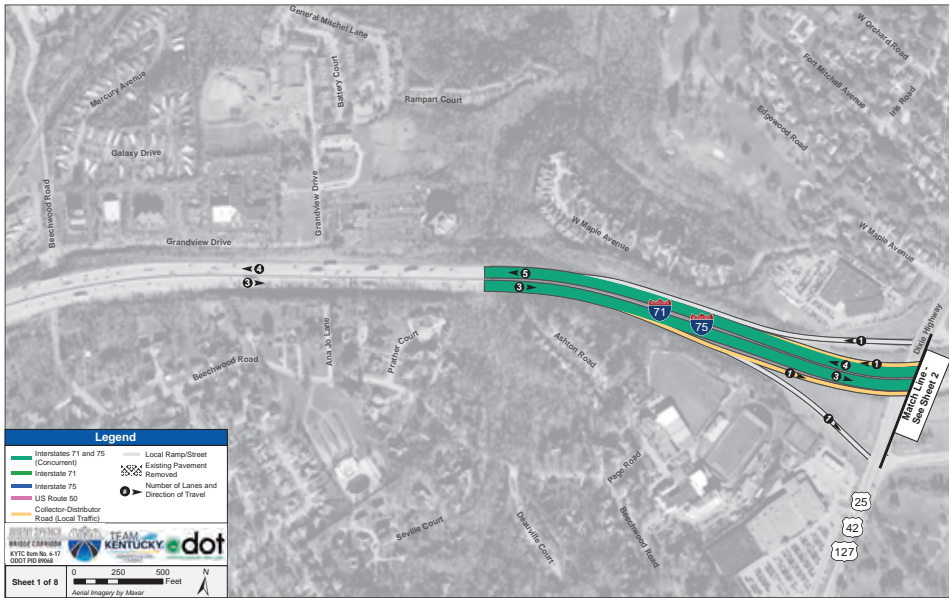 General Mitchel Lane
W Orchard Road
Battery Court
Mercury Avenue
Rampart Court
Fort Mitchell Avenue
Iris Road
Edgewood Road
Galaxy Drive
Beechwood Road
Grandview Drive
Grandview Drive
W Maple Avenue
W Maple Avenue
4
3
5
3
71
75
1
1
4
3
1
1
Dixie Highway
Match Line -
See Sheet 2
Ana Jo Lane
Prather Court
Ashton Road
Beechwood Road
Page Road
Beechwood Road
Seville Court
Deauville Court
25
42
127
Legend
Interstates 71 and 75
(Concurrent)
Interstate 71
Interstate 75
US Route 50
Collector-Distributor
Road (Local Traffic)
Local Ramp/Street
Existing Pavement
Removed
# Number of Lanes and
Direction of Travel
BRIDGE CORRIDOR
KYTC Item No. 6-17
ODOT PID 89068
TEAM
KENTUCKY
dot
Sheet 1 of 8
0 250 500
Feet
N
Aerial Imagery by Maxar